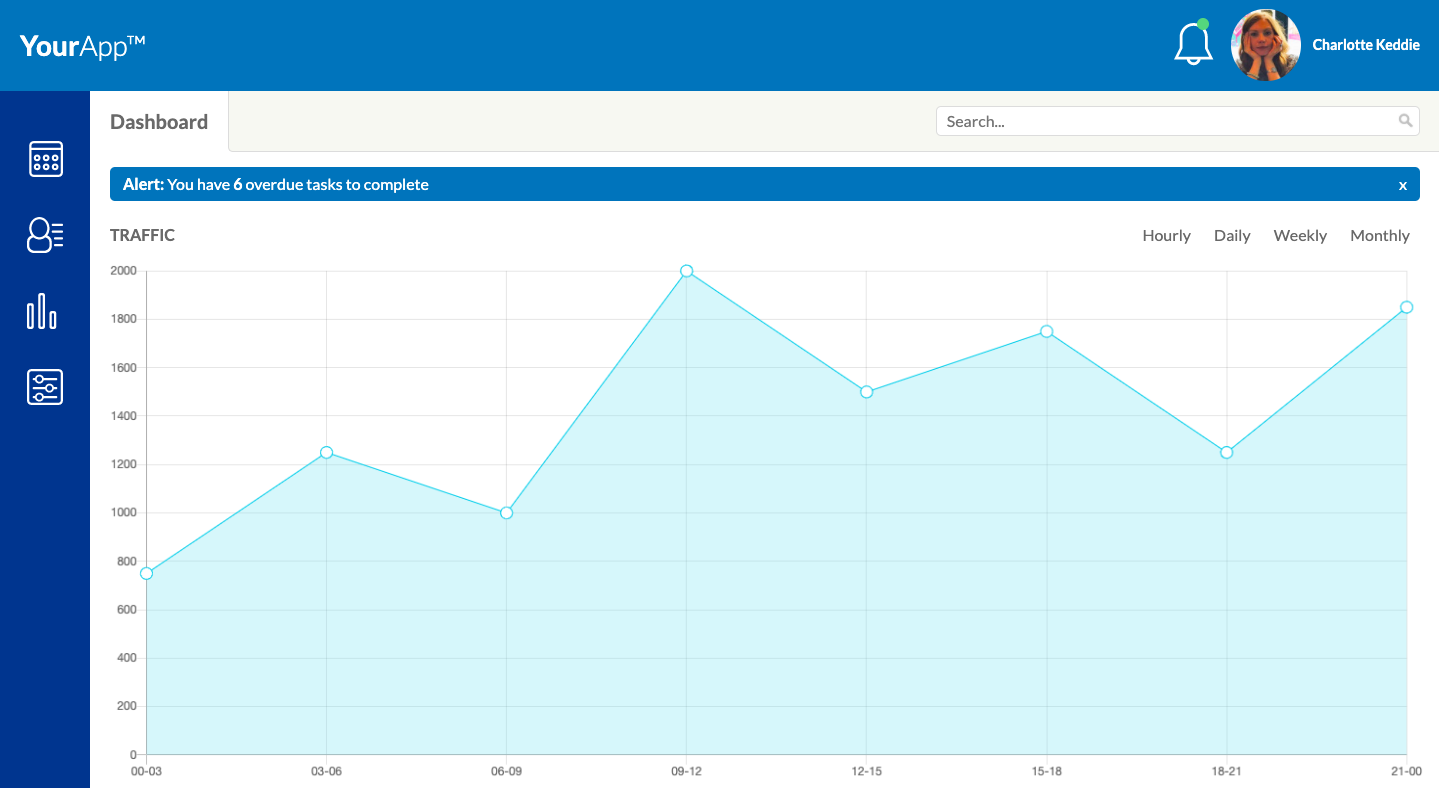 YourApp™
Charlotte Keddie
Dashboard
Search...
Alert: You have 6 overdue tasks to complete
x
TRAFFIC
Hourly Daily Weekly Monthly
2000
1800
1600
1400
1200
1000
800
600
400
200
0
00-03 03-06 06-09 09-12 12-15 15-18 18-21 21-00